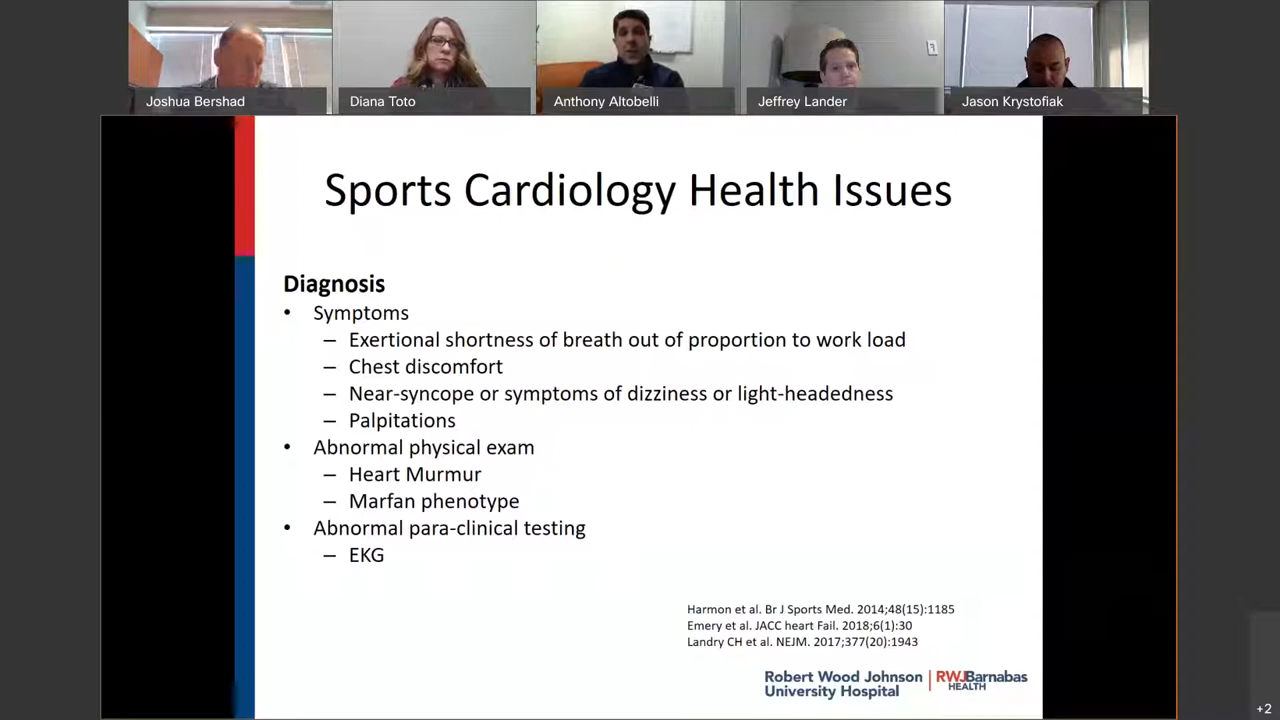 Joshua Bershad
Diana Toto
Anthony Altobelli
Jeffrey Lander
Jason Krystofiak
Sports Cardiology Health Issues
Diagnosis
• Symptoms
– Exertional shortness of breath out of proportion to work load
– Chest discomfort
– Near-syncope or symptoms of dizziness or light-headedness
– Palpitations
• Abnormal physical exam
– Heart Murmur
– Marfan phenotype
• Abnormal para-clinical testing
– EKG
Harmon et al. Br J Sports Med. 2014;48(15):1185
Emery et al. JACC heart Fail. 2018;6(1):30
Landry CH et al. NEJM. 2017;377(20):1943
Robert Wood Johnson
University Hospital
RWJBarnabas
HEALTH
+2